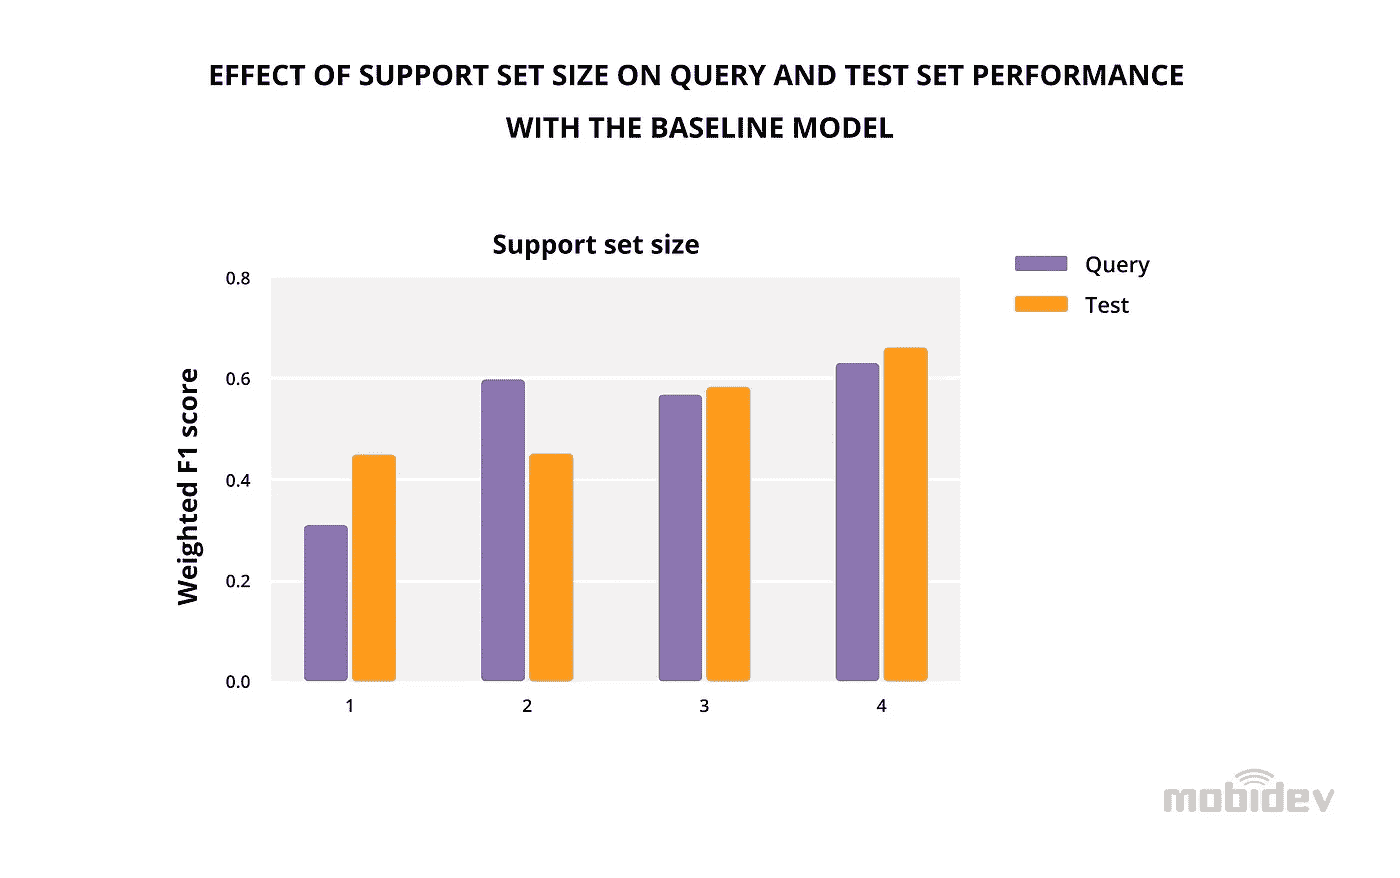 EFFECT OF SUPPORT SET SIZE ON QUERY AND TEST SET PERFORMANCE
WITH THE BASELINE MODEL
Support set size
Query
Test
Weighted F1 score
0.8
0.6
0.4
0.2
0.0
1 2 3 4
mobidev